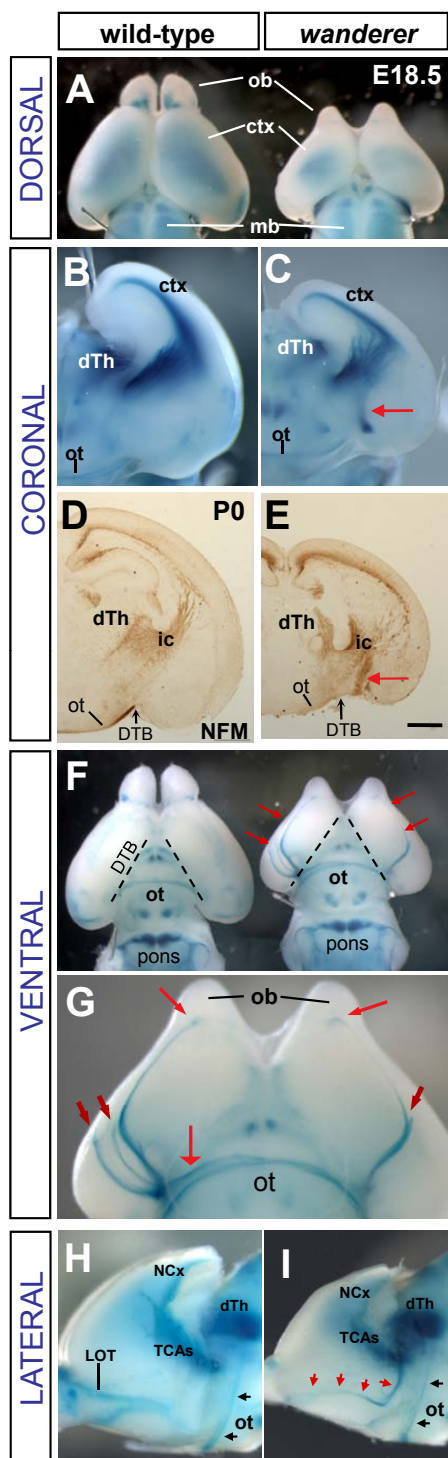 wild-type wanderer
DORSAL
A
ob
E18.5
ctx
mb
CORONAL
B
ctx
dTh
ot
C
ctx
dTh
ot
D
P0
dTh
ic
ot
DTB
NFM
E
dTh
ic
ot
DTB
VENTRAL
F
DTB
ot
pons
ot
pons
G
ob
ot
LATERAL
H
NCx
dTh
TCAs
LOT
ot
I
NCx
dTh
TCAs
ot